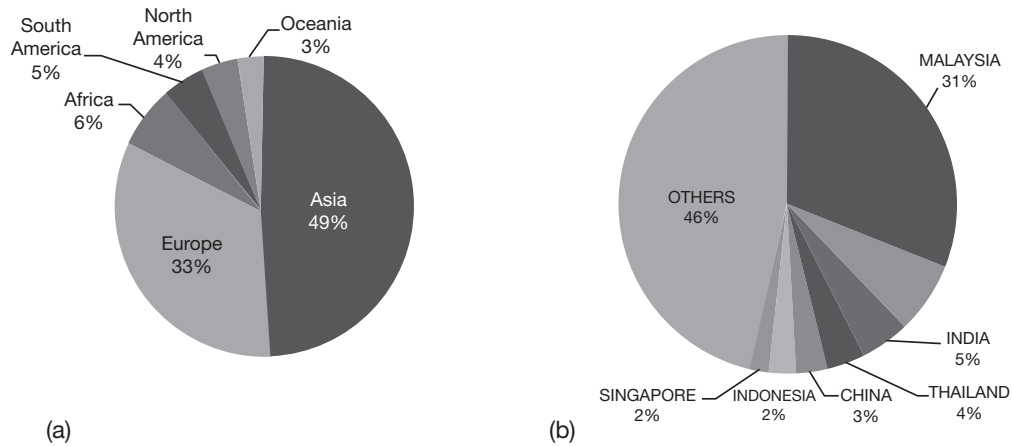 North
America
4%
Oceania
3%
South
America
5%
Africa
6%
Asia
49%
Europe
33%
(a)
MALAYSIA
31%
OTHERS
46%
INDIA
5%
THAILAND
4%
CHINA
3%
INDONESIA
2%
SINGAPORE
2%
(b)